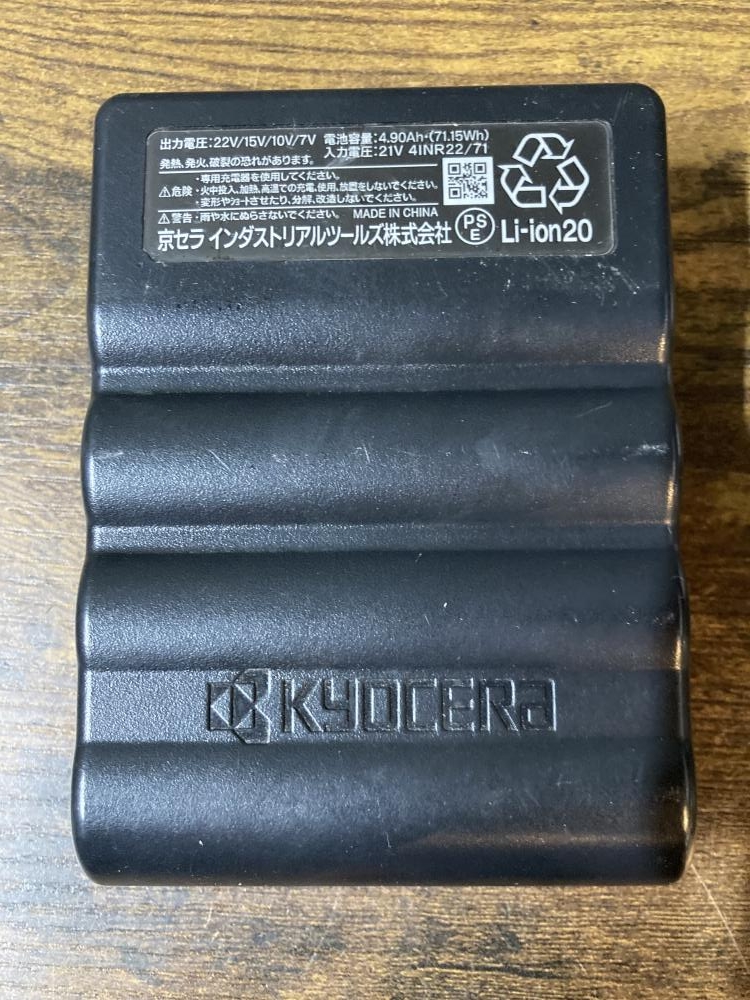 出力電圧:22V/15V/10V/7V 電池容量:4.90Ah・(71.15Wh)
発熱、発火、破裂の恐れがあります。 入力電圧:21V 4INR22/71
・専用充電器を使用してください。
⚠危険・火中投入、加熱、高温での充電、使用、放置をしないでください。
・変形やショートさせたり、分解、改造しないでください。
⚠警告・雨や水にぬらさないでください。 MADE IN CHINA
京セラ インダストリアルツールズ株式会社 PSE Li-ion20
KYOCERA